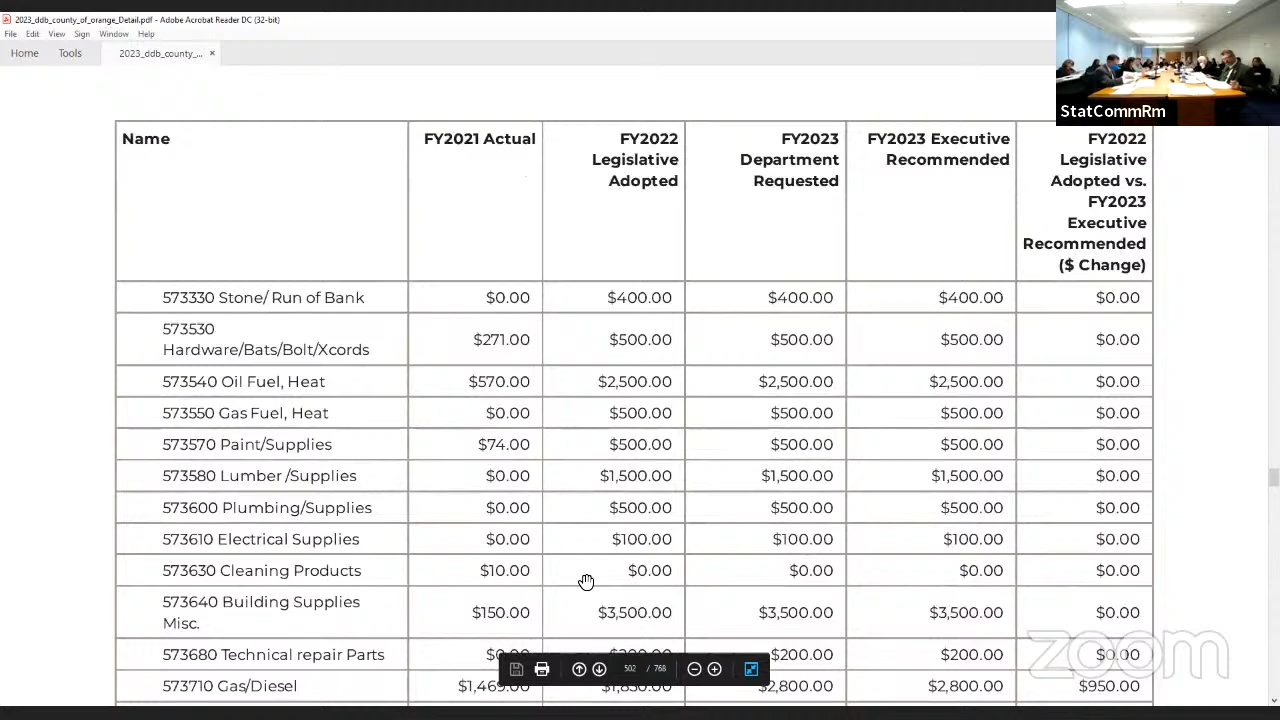 2023_ddb_county_of_orange_Detail.pdf - Adobe Acrobat Reader DC (32-bit)
File Edit View Sign Window Help
Home Tools 2023_ddb_county_... ×
StatCommRm
Name FY2021 Actual FY2022 Legislative Adopted FY2023 Department Requested FY2023 Executive Recommended FY2022 Legislative Adopted vs. FY2023 Executive Recommended ($ Change)
573330 Stone/ Run of Bank $0.00 $400.00 $400.00 $400.00 $0.00
573530 Hardware/Bats/Bolt/Xcords $271.00 $500.00 $500.00 $500.00 $0.00
573540 Oil Fuel, Heat $570.00 $2,500.00 $2,500.00 $2,500.00 $0.00
573550 Gas Fuel, Heat $0.00 $500.00 $500.00 $500.00 $0.00
573570 Paint/Supplies $74.00 $500.00 $500.00 $500.00 $0.00
573580 Lumber /Supplies $0.00 $1,500.00 $1,500.00 $1,500.00 $0.00
573600 Plumbing/Supplies $0.00 $500.00 $500.00 $500.00 $0.00
573610 Electrical Supplies $0.00 $100.00 $100.00 $100.00 $0.00
573630 Cleaning Products $10.00 $0.00 $0.00 $0.00 $0.00
573640 Building Supplies Misc. $150.00 $3,500.00 $3,500.00 $3,500.00 $0.00
573680 Technical repair Parts $200.00 $200.00 $0.00
502 / 768
573710 Gas/Diesel $2,800.00 $2,800.00 $950.00
zoom